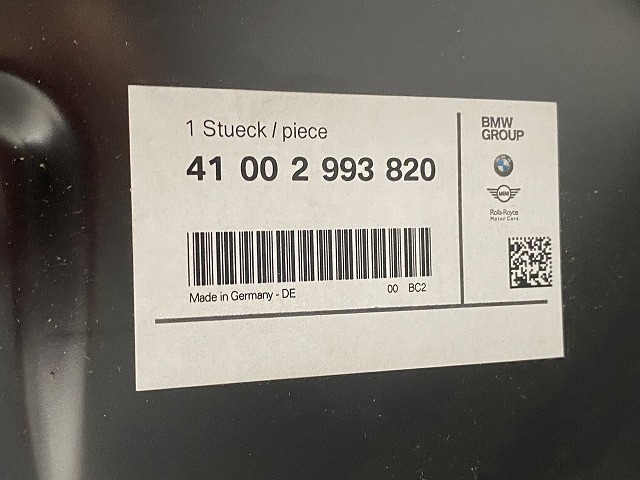 1 Stueck / piece
41 00 2 993 820
Made in Germany - DE
00 BC2
BMW
GROUP
MINI
Rolls-Royce
Motor Cars